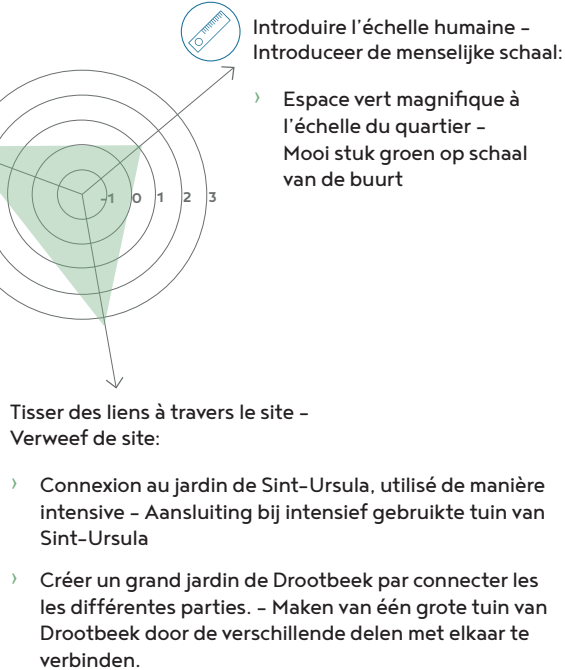 Introduire l'échelle humaine –
Introduceer de menselijke schaal:
› Espace vert magnifique à
l'échelle du quartier –
Mooi stuk groen op schaal
van de buurt
-1 0 1 2 3
Tisser des liens à travers le site –
Verweef de site:
› Connexion au jardin de Sint-Ursula, utilisé de manière
intensive – Aansluiting bij intensief gebruikte tuin van
Sint-Ursula
› Créer un grand jardin de Drootbeek par connecter les
les différentes parties. – Maken van één grote tuin van
Drootbeek door de verschillende delen met elkaar te
verbinden.